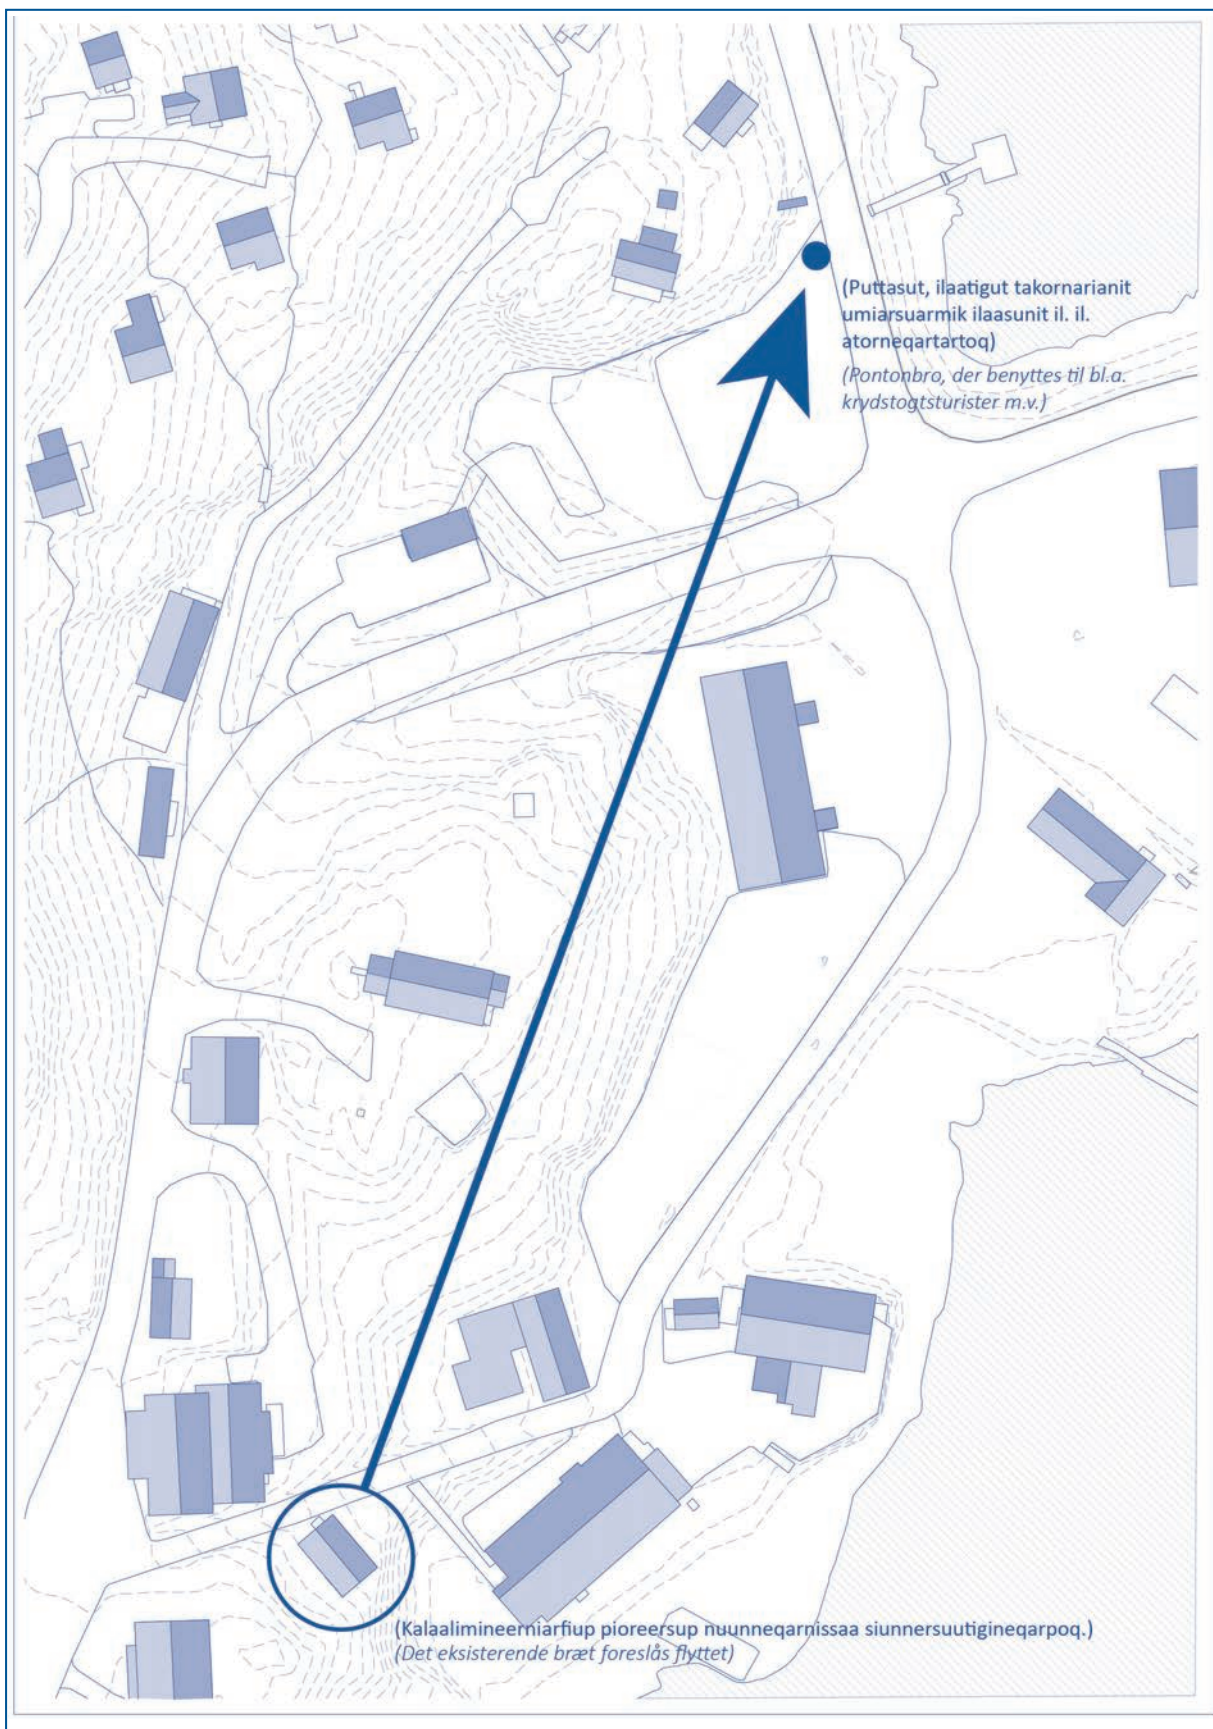 (Puttasut, ilaatigut takornarianit
umiarsuarmik ilaasunit il. il.
atorneqartartoq)
(Pontonbro, der benyttes til bl.a.
krydstogtsturister m.v.)
(Kalaalimineerniarfiup pioreersup nuunneqarnissaa siunnersuutigineqarpoq.)
(Det eksisterende bræt foreslås flyttet)